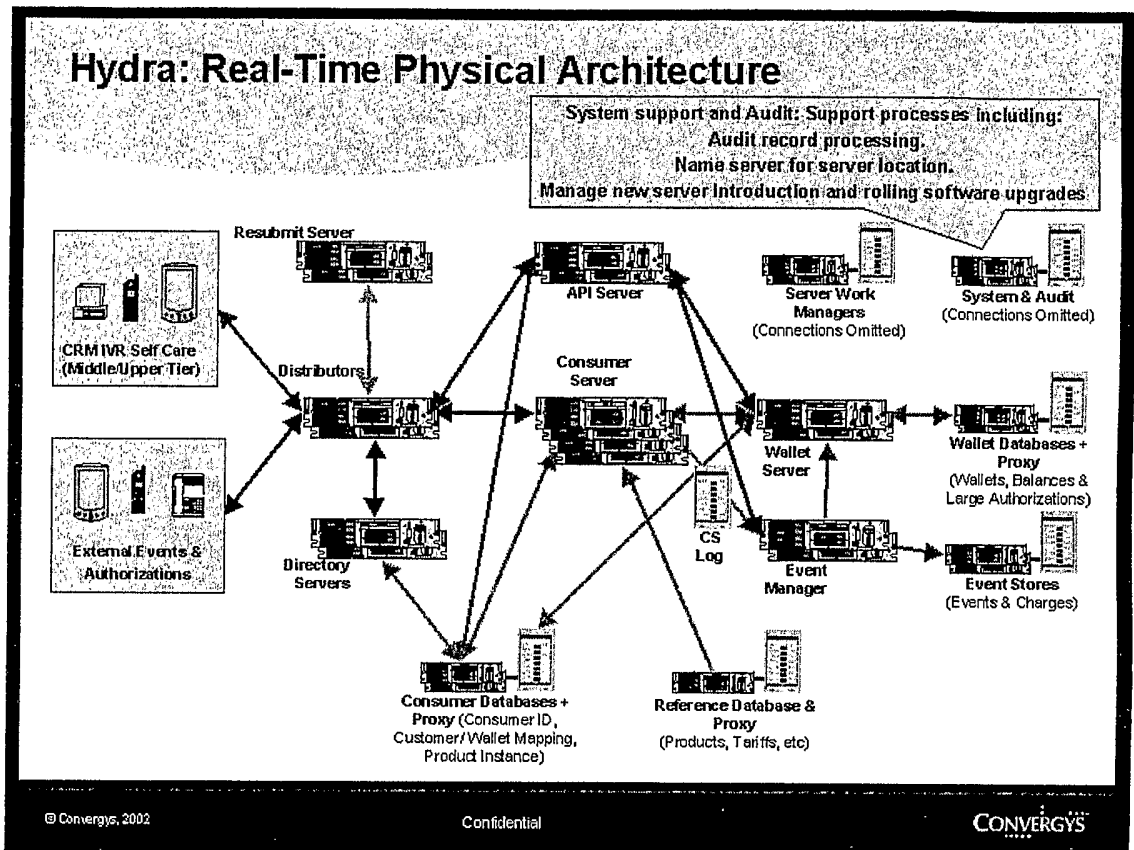 Hydra: Real-Time Physical Architecture
System support and Audit: Support processes including:
Audit record processing.
Name server for server location.
Manage new server introduction and rolling software upgrades
Resubmit Server
API Server
Server Work
Managers
(Connections Omitted)
System & Audit
(Connections Omitted)
CRM IVR Self Care
(Middle/Upper Tier)
Distributors
Consumer
Server
Wallet
Server
Wallet Databases +
Proxy
(Wallets, Balances &
Large Authorizations)
External Events &
Authorizations
Directory
Servers
CS
Log
Event
Manager
Event Stores
(Events & Charges)
Consumer Databases +
Proxy (Consumer ID,
Customer/Wallet Mapping,
Product Instance)
Reference Database &
Proxy
(Products, Tariffs, etc)
© Convergys, 2002
Confidential
CONVERGYS